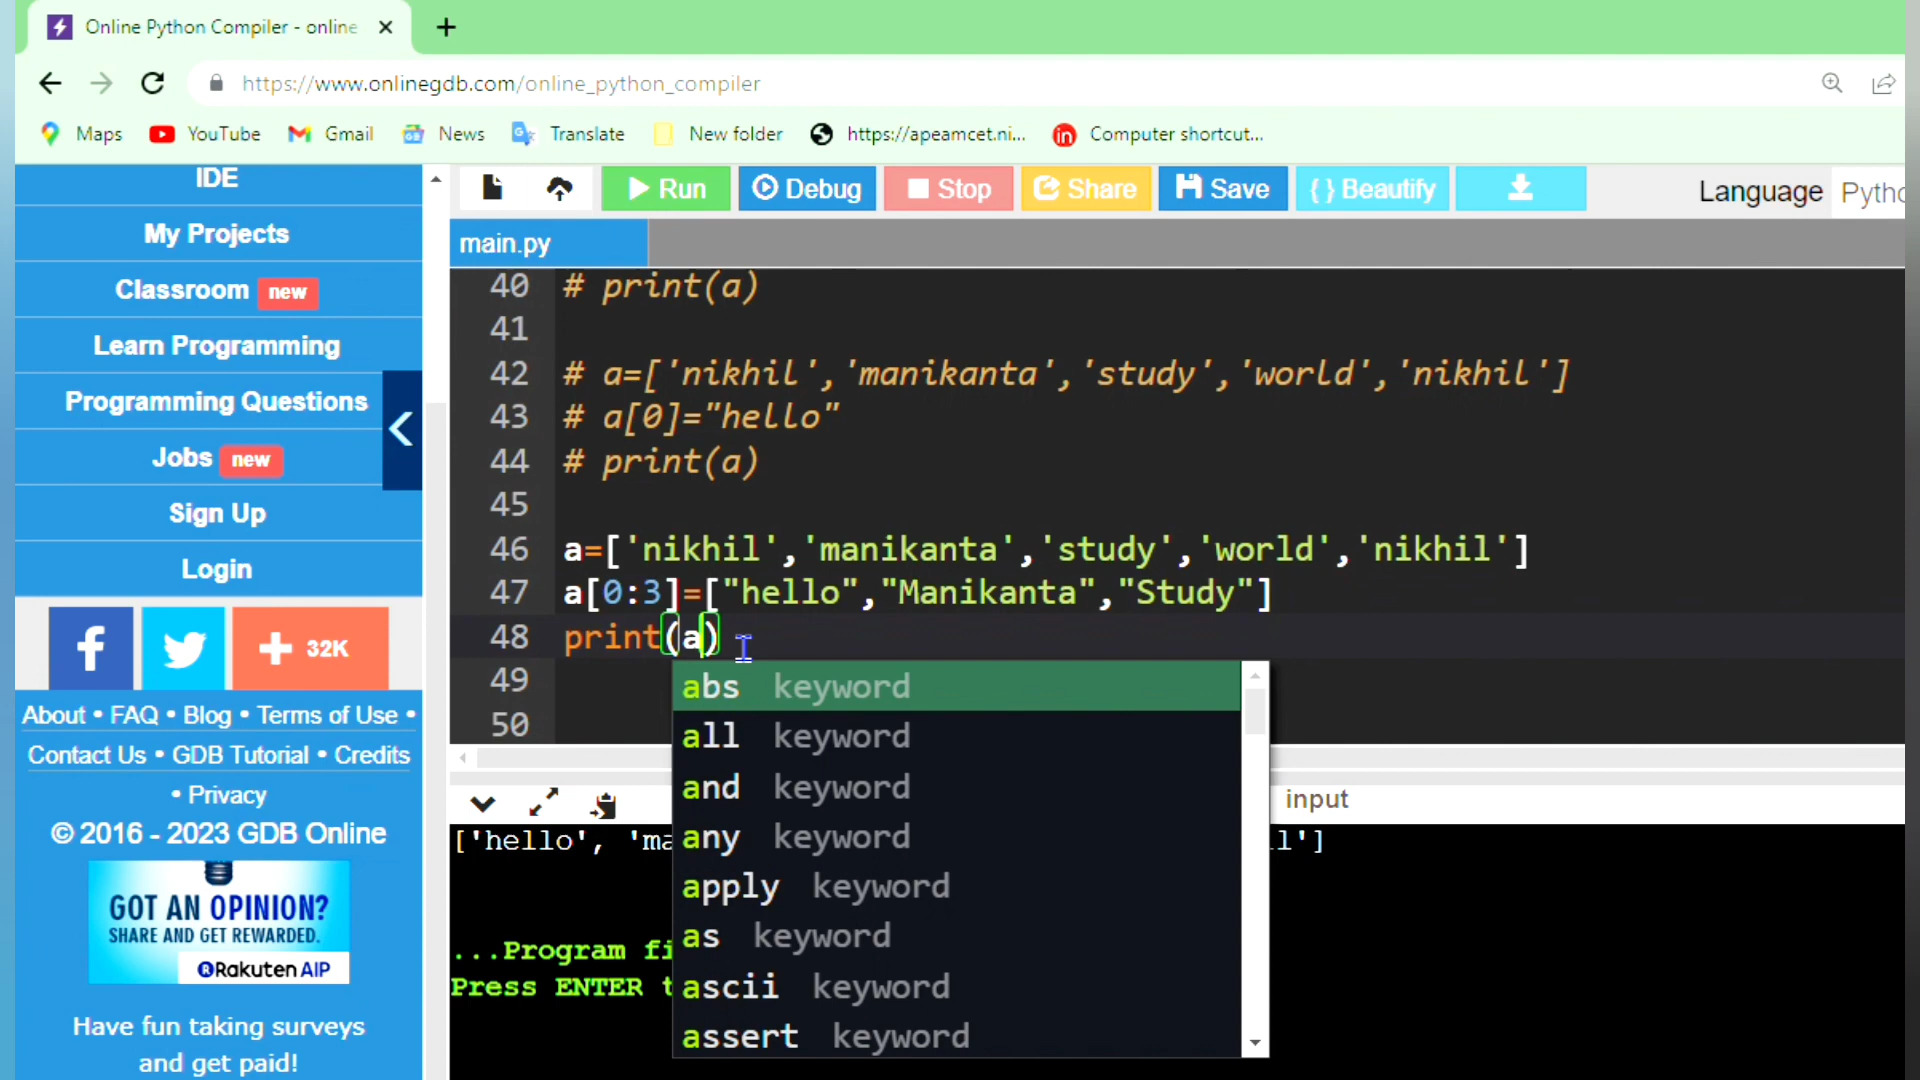 Online Python Compiler - online
https://www.onlinegdb.com/online_python_compiler
Maps YouTube Gmail News Translate New folder https://apeamcet.ni... Computer shortcut...
IDE
My Projects
Classroom new
Learn Programming
Programming Questions
Jobs new
Sign Up
Login
f + 32K
About • FAQ • Blog • Terms of Use •
Contact Us • GDB Tutorial • Credits
• Privacy
© 2016 - 2023 GDB Online
GOT AN OPINION?
SHARE AND GET REWARDED.
Rakuten AIP
Have fun taking surveys
and get paid!
Run Debug Stop Share Save { } Beautify Language Pytho
main.py
40 # print(a)
41
42 # a=['nikhil','manikanta','study','world','nikhil']
43 # a[0]="hello"
44 # print(a)
45
46 a=['nikhil','manikanta','study','world','nikhil']
47 a[0:3]=["hello","Manikanta","Study"]
48 print(a)
49
50
abs keyword
all keyword
and keyword
any keyword
apply keyword
as keyword
ascii keyword
assert keyword
input
['hello', 'ma l']
...Program fi
Press ENTER t